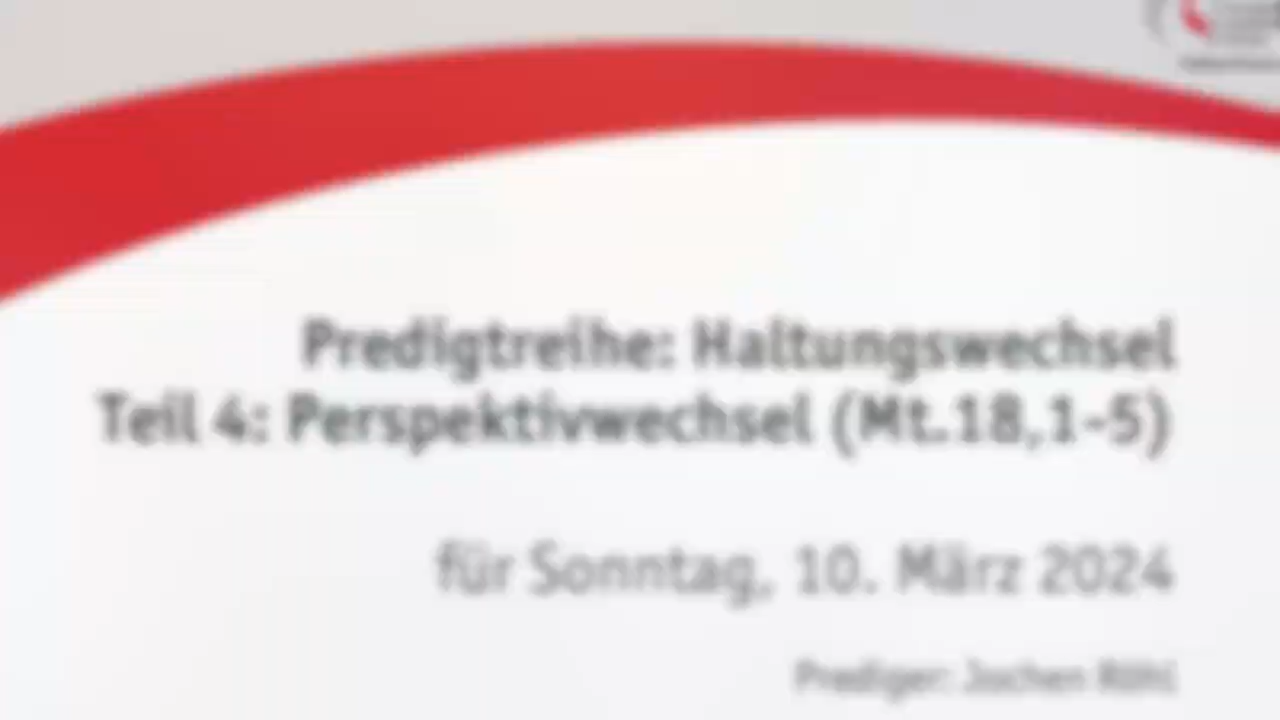 Predigtreihe: Haltungswechsel
Teil 4: Perspektivwechsel (Mt.18,1-5)
für Sonntag, 10. März 2024
Prediger: Jochen